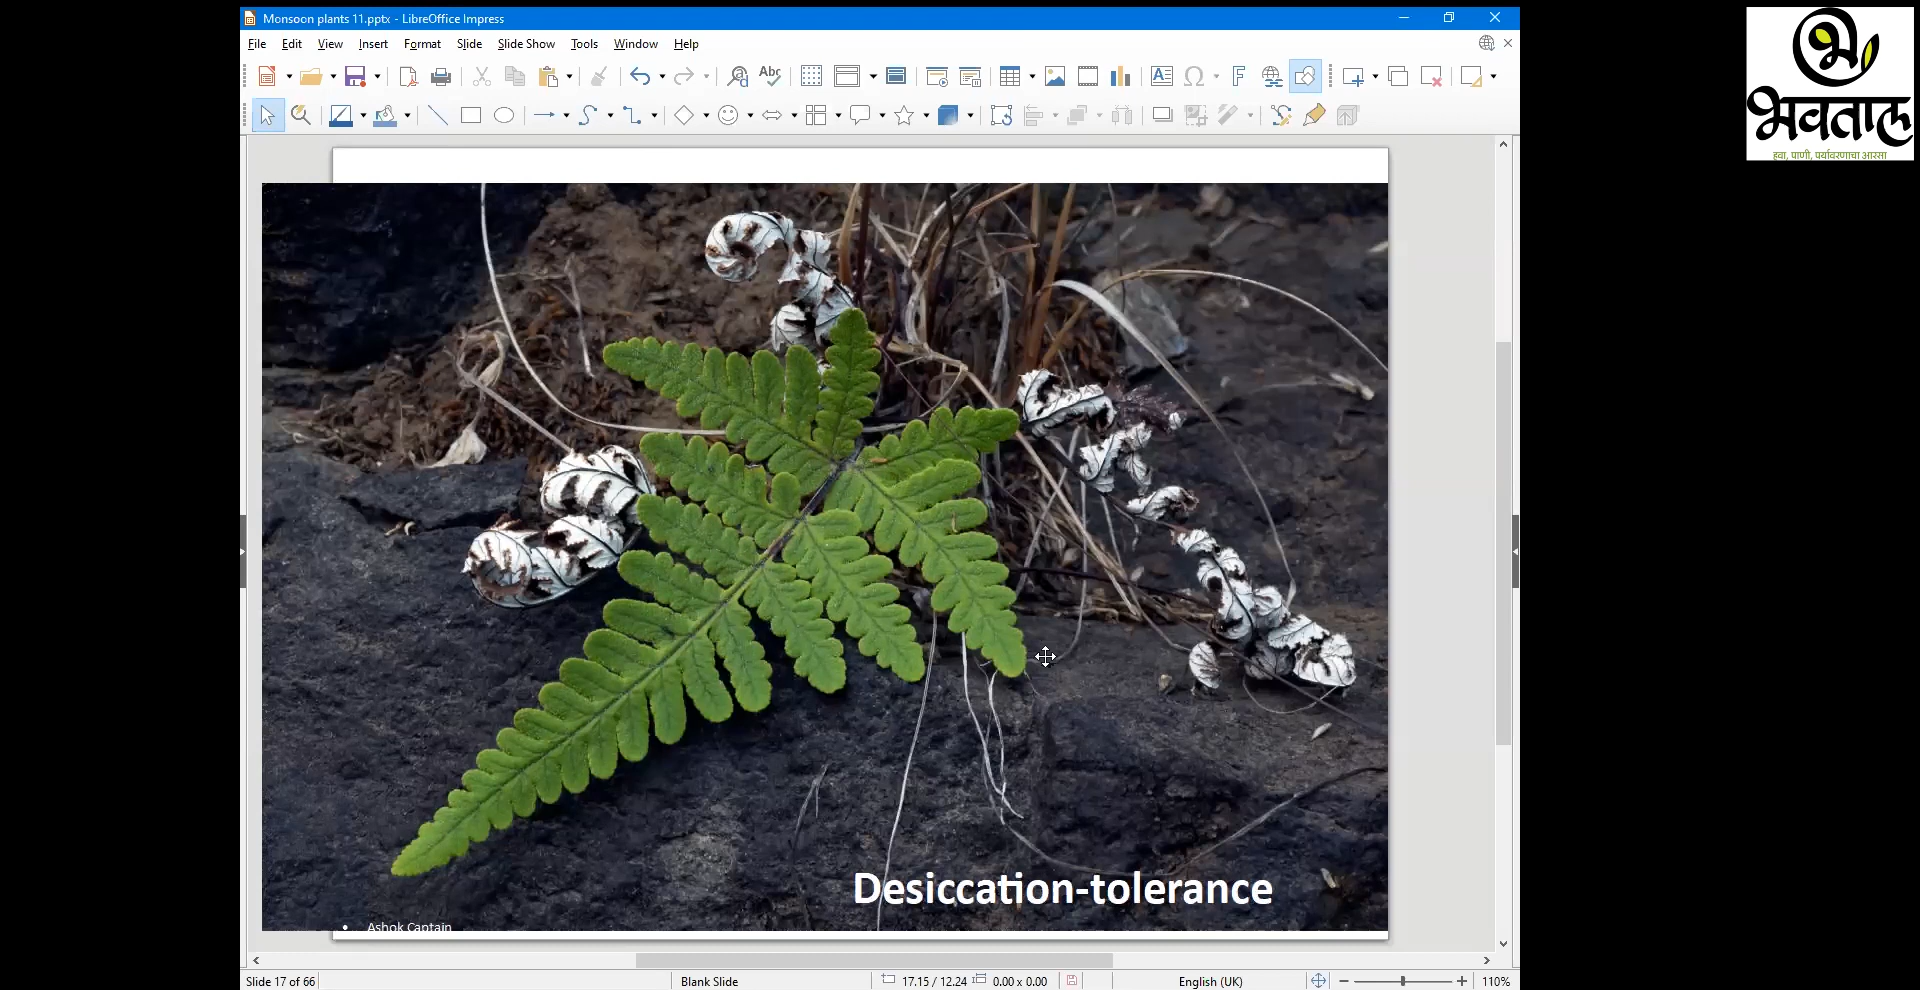 Monsoon plants 11.pptx - LibreOffice Impress
File Edit View Insert Format Slide Slide Show Tools Window Help
Abc
Desiccation-tolerance
• Ashok Captain
Slide 17 of 66
Blank Slide
17.15 / 12.24
0.00 x 0.00
English (UK)
110%
भवताल
हवा, पाणी, पर्यावरणाचा आरसा